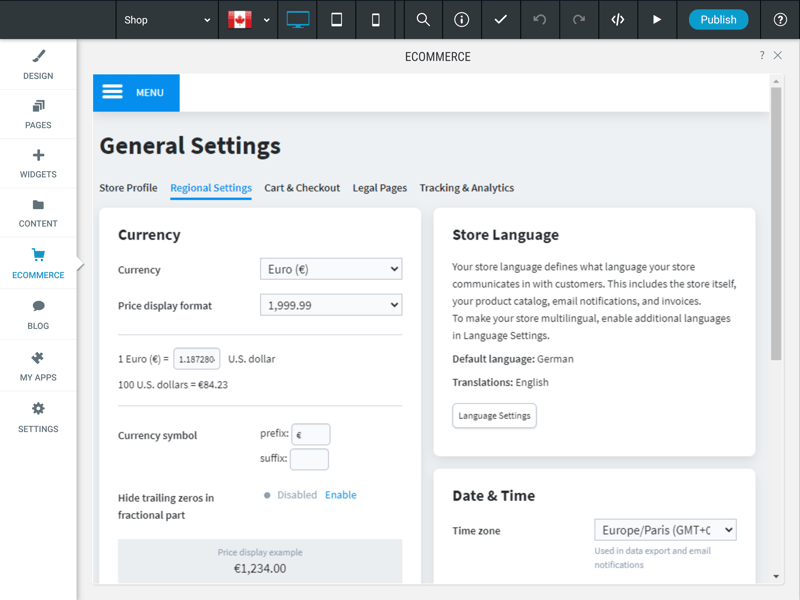 Shop
Publish
DESIGN
PAGES
WIDGETS
CONTENT
ECOMMERCE
BLOG
MY APPS
SETTINGS
ECOMMERCE
?
MENU
General Settings
Store Profile
Regional Settings
Cart & Checkout
Legal Pages
Tracking & Analytics
Currency
Currency
Euro (€)
Price display format
1,999.99
1 Euro (€) = 1.187280 U.S. dollar
100 U.S. dollars = €84.23
Currency symbol
prefix: €
suffix:
Hide trailing zeros in
fractional part
Disabled Enable
Price display example
€1,234.00
Store Language
Your store language defines what language your store
communicates in with customers. This includes the store itself,
your product catalog, email notifications, and invoices.
To make your store multilingual, enable additional languages
in Language Settings.
Default language: German
Translations: English
Language Settings
Date & Time
Time zone
Europe/Paris (GMT+0
Used in data export and email
notifications